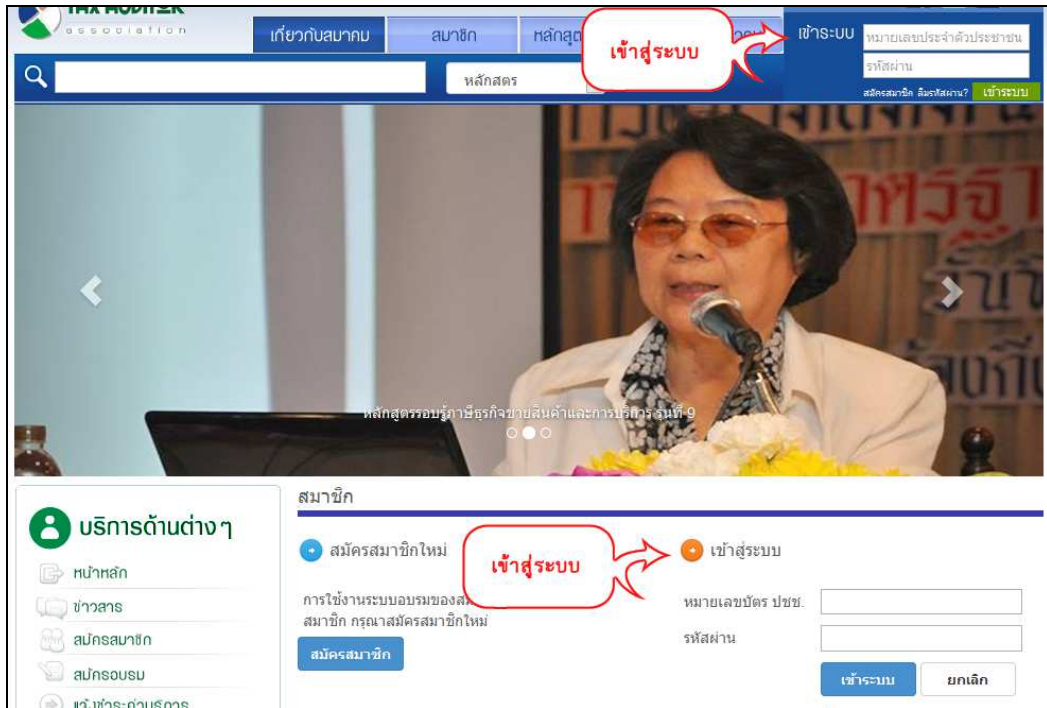 TAX AUDITOR
association
เกี่ยวกับสมาคม
สมาชิก
เข้าสู่ระบบ
เข้าระบบ
หมายเลขประจำตัวประชาชน
รหัสผ่าน
สมัครสมาชิก ลืมรหัสผ่าน? เข้าระบบ
หลักสตร
หลักสูตรรอบรู้ภาษีธุรกิจขายสินค้าและการบริการ รุ่นที่ 9
บริการด้านต่าง ๆ
หน้าหลัก
ข่าวสาร
สมัครสมาชิก
สมัครอบรม
สมาชิก
สมัครสมาชิกใหม่
เข้าสู่ระบบ
เข้าสู่ระบบ
การใช้งานระบบอบรมของ
สมาชิก กรุณาสมัครสมาชิกใหม่
สมัครสมาชิก
หมายเลขบัตร ปชช.
รหัสผ่าน
เข้าระบบ ยกเลิก